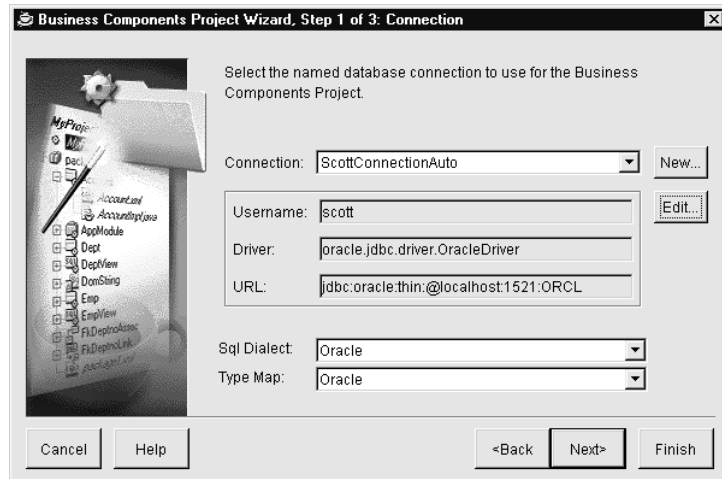 Business Components Project Wizard, Step 1 of 3: Connection
Select the named database connection to use for the Business
Components Project.
Connection: ScottConnectionAuto New...
Username: scott Edit...
Driver: oracle.jdbc.driver.OracleDriver
URL: jdbc:oracle:thin:@localhost:1521:ORCL
Sql Dialect: Oracle
Type Map: Oracle
Account.xml
AccountImpl.java
AppModule
Dept
DeptView
DomString
Emp
EmpView
FkDeptnoAssoc
FkDeptnoLink
Cancel Help <Back Next> Finish